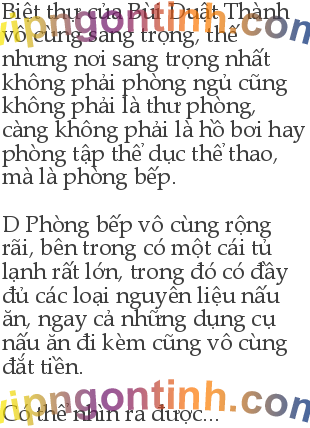 Biệt thự của Bùi Duật Thành
vô cùng sang trọng, thế
nhưng nơi sang trọng nhất
không phải phòng ngủ cũng
không phải là thư phòng,
càng không phải là hồ bơi hay
phòng tập thể dục thể thao,
mà là phòng bếp.
D Phòng bếp vô cùng rộng
rãi, bên trong có một cái tủ
lạnh rất lớn, trong đó có đầy
đủ các loại nguyên liệu nấu
ăn, ngay cả những dụng cụ
nấu ăn đi kèm cũng vô cùng
đắt tiền.
Có thể nhìn ra được...
vipngontinh.com
vipngontinh.com